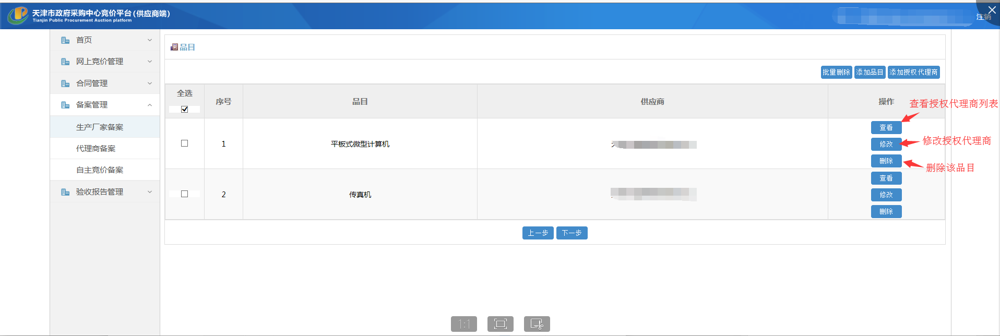 天津市政府采购中心竞价平台(供应商端)
Tianjin Public Procurement Auction platform
注销
首页
网上竞价管理
合同管理
备案管理
生产厂家备案
代理商备案
自主竞价备案
验收报告管理
品目
批量删除 添加品目 添加授权代理商
全选 序号 品目 供应商 操作
查看授权代理商列表
1 平板式微型计算机 查看
修改 修改授权代理商
删除 删除该品目
2 传真机 查看
修改
删除
上一步 下一步
1:1